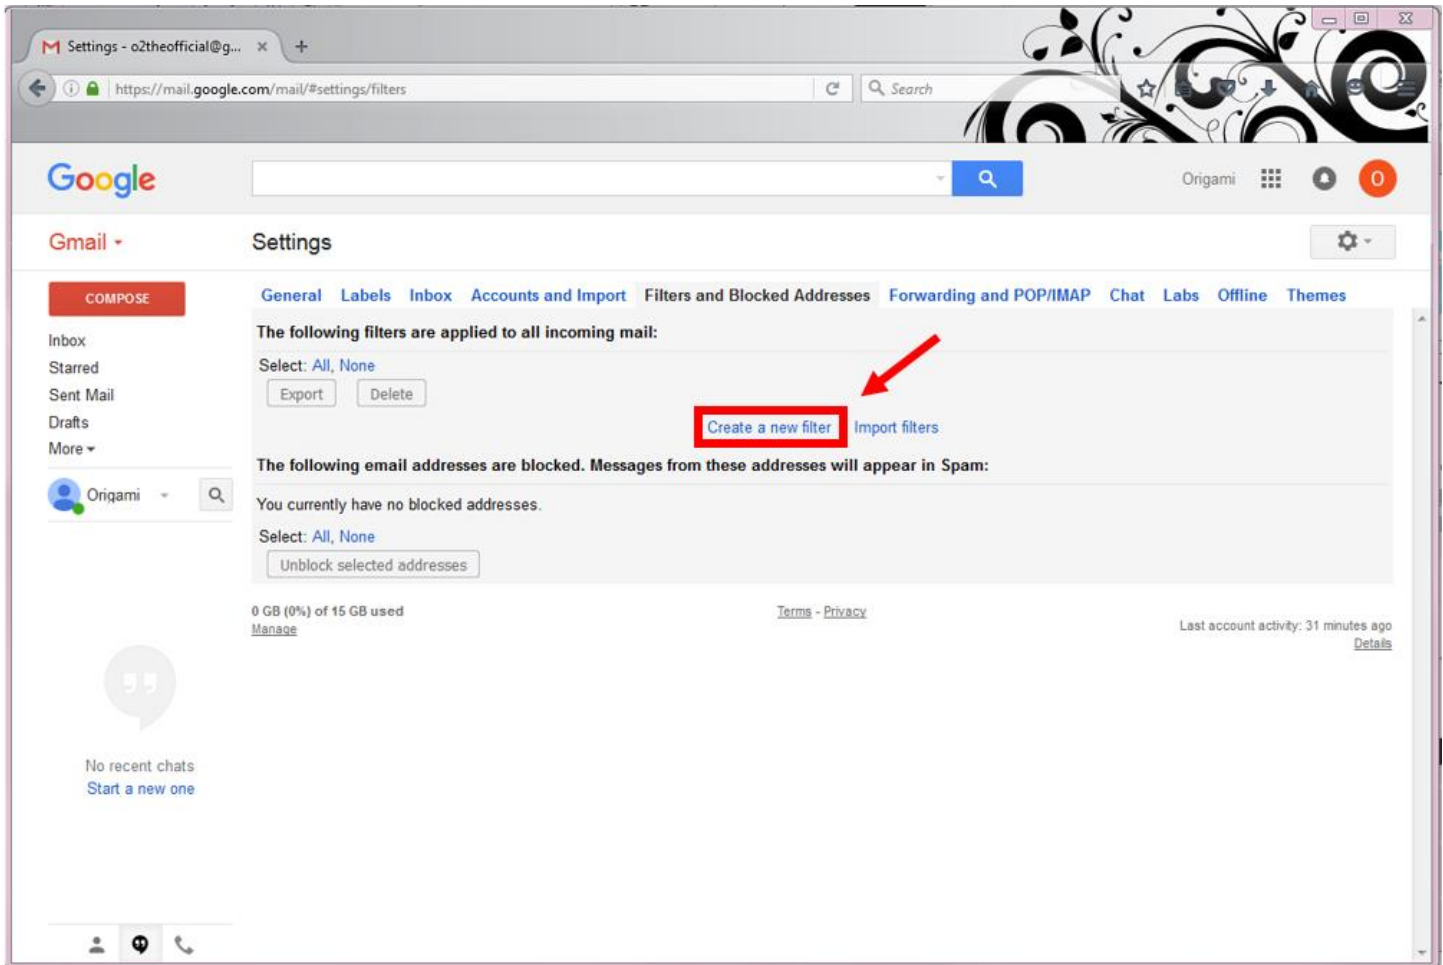 Settings - o2theofficial@g...
https://mail.google.com/mail/#settings/filters
Search
Google
Origami
O
Gmail
Settings
COMPOSE
General Labels Inbox Accounts and Import Filters and Blocked Addresses Forwarding and POP/IMAP Chat Labs Offline Themes
The following filters are applied to all incoming mail:
Inbox
Select: All, None
Starred
Export Delete
Sent Mail
Drafts
Create a new filter Import filters
More
The following email addresses are blocked. Messages from these addresses will appear in Spam:
Origami
You currently have no blocked addresses.
Select: All, None
Unblock selected addresses
0 GB (0%) of 15 GB used
Manage
Terms - Privacy
Last account activity: 31 minutes ago
Details
No recent chats
Start a new one